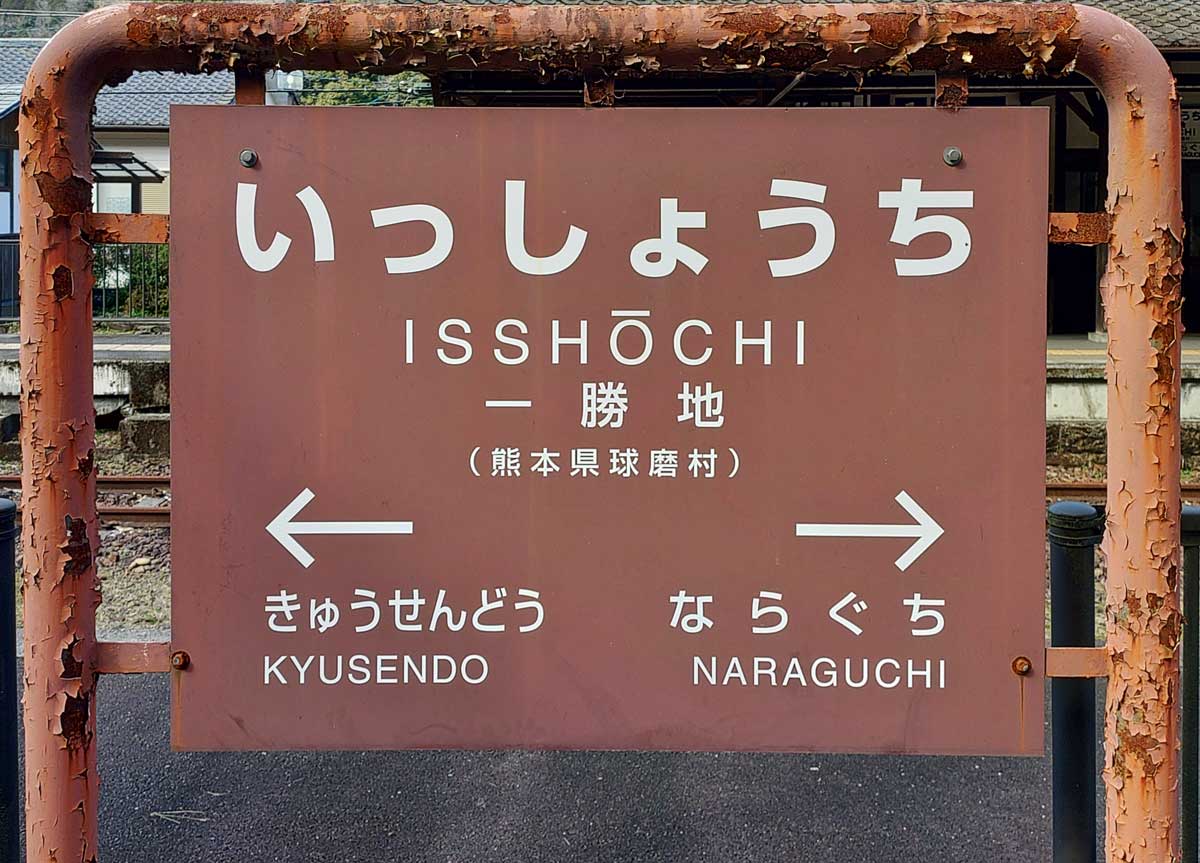 いっしょうち
ISSHŌCHI
一勝地
（熊本県球磨村）
← →
きゅうせんどう ならぐち
KYUSENDO NARAGUCHI